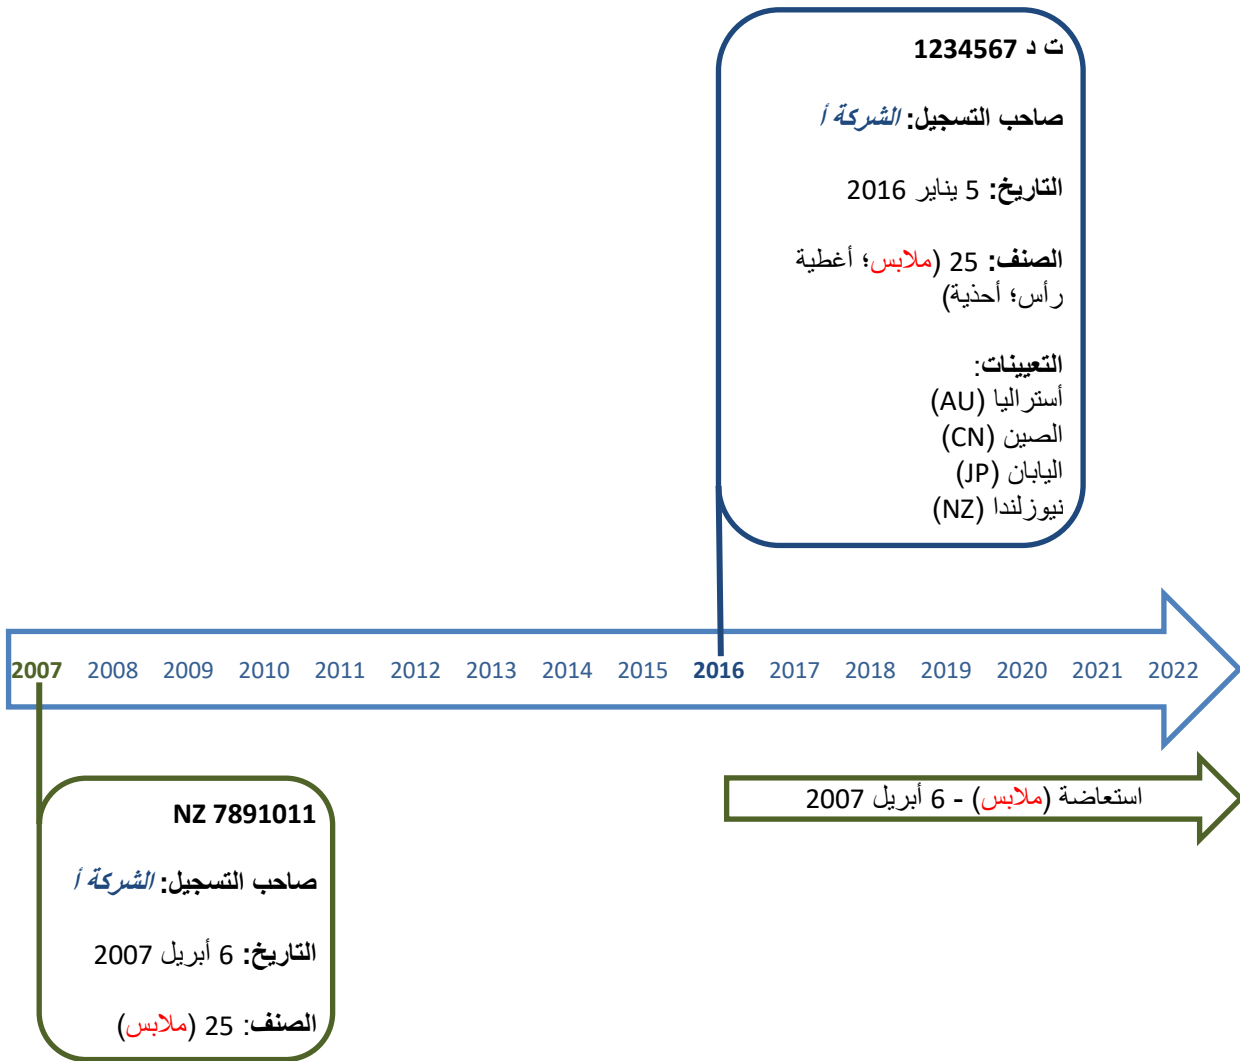 ت د 1234567
صاحب التسجيل: الشركة أ
التاريخ: 5 يناير 2016
الصنف: 25 (ملابس؛ أغطية
رأس؛ أحذية)
التعيينات:
أستراليا (AU)
الصين (CN)
اليابان (JP)
نيوزلندا (NZ)
2007 2008 2009 2010 2011 2012 2013 2014 2015 2016 2017 2018 2019 2020 2021 2022
استعاضة (ملابس) - 6 أبريل 2007
NZ 7891011
صاحب التسجيل: الشركة أ
التاريخ: 6 أبريل 2007
الصنف: 25 (ملابس)